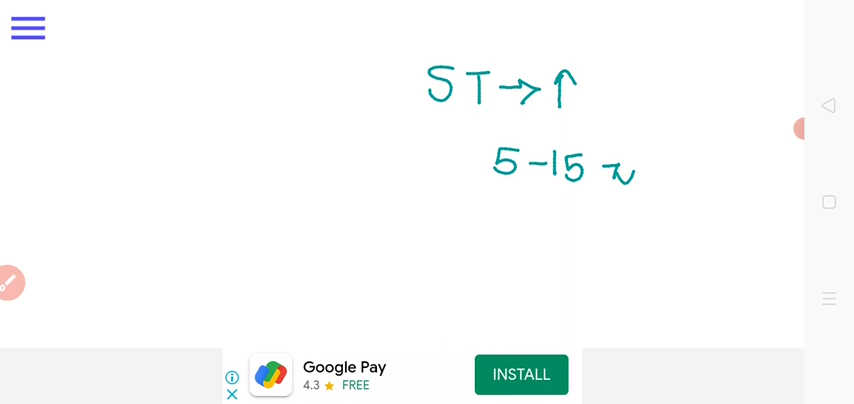 ST → ↑
5-15
Google Pay
4.3 ★ FREE
INSTALL